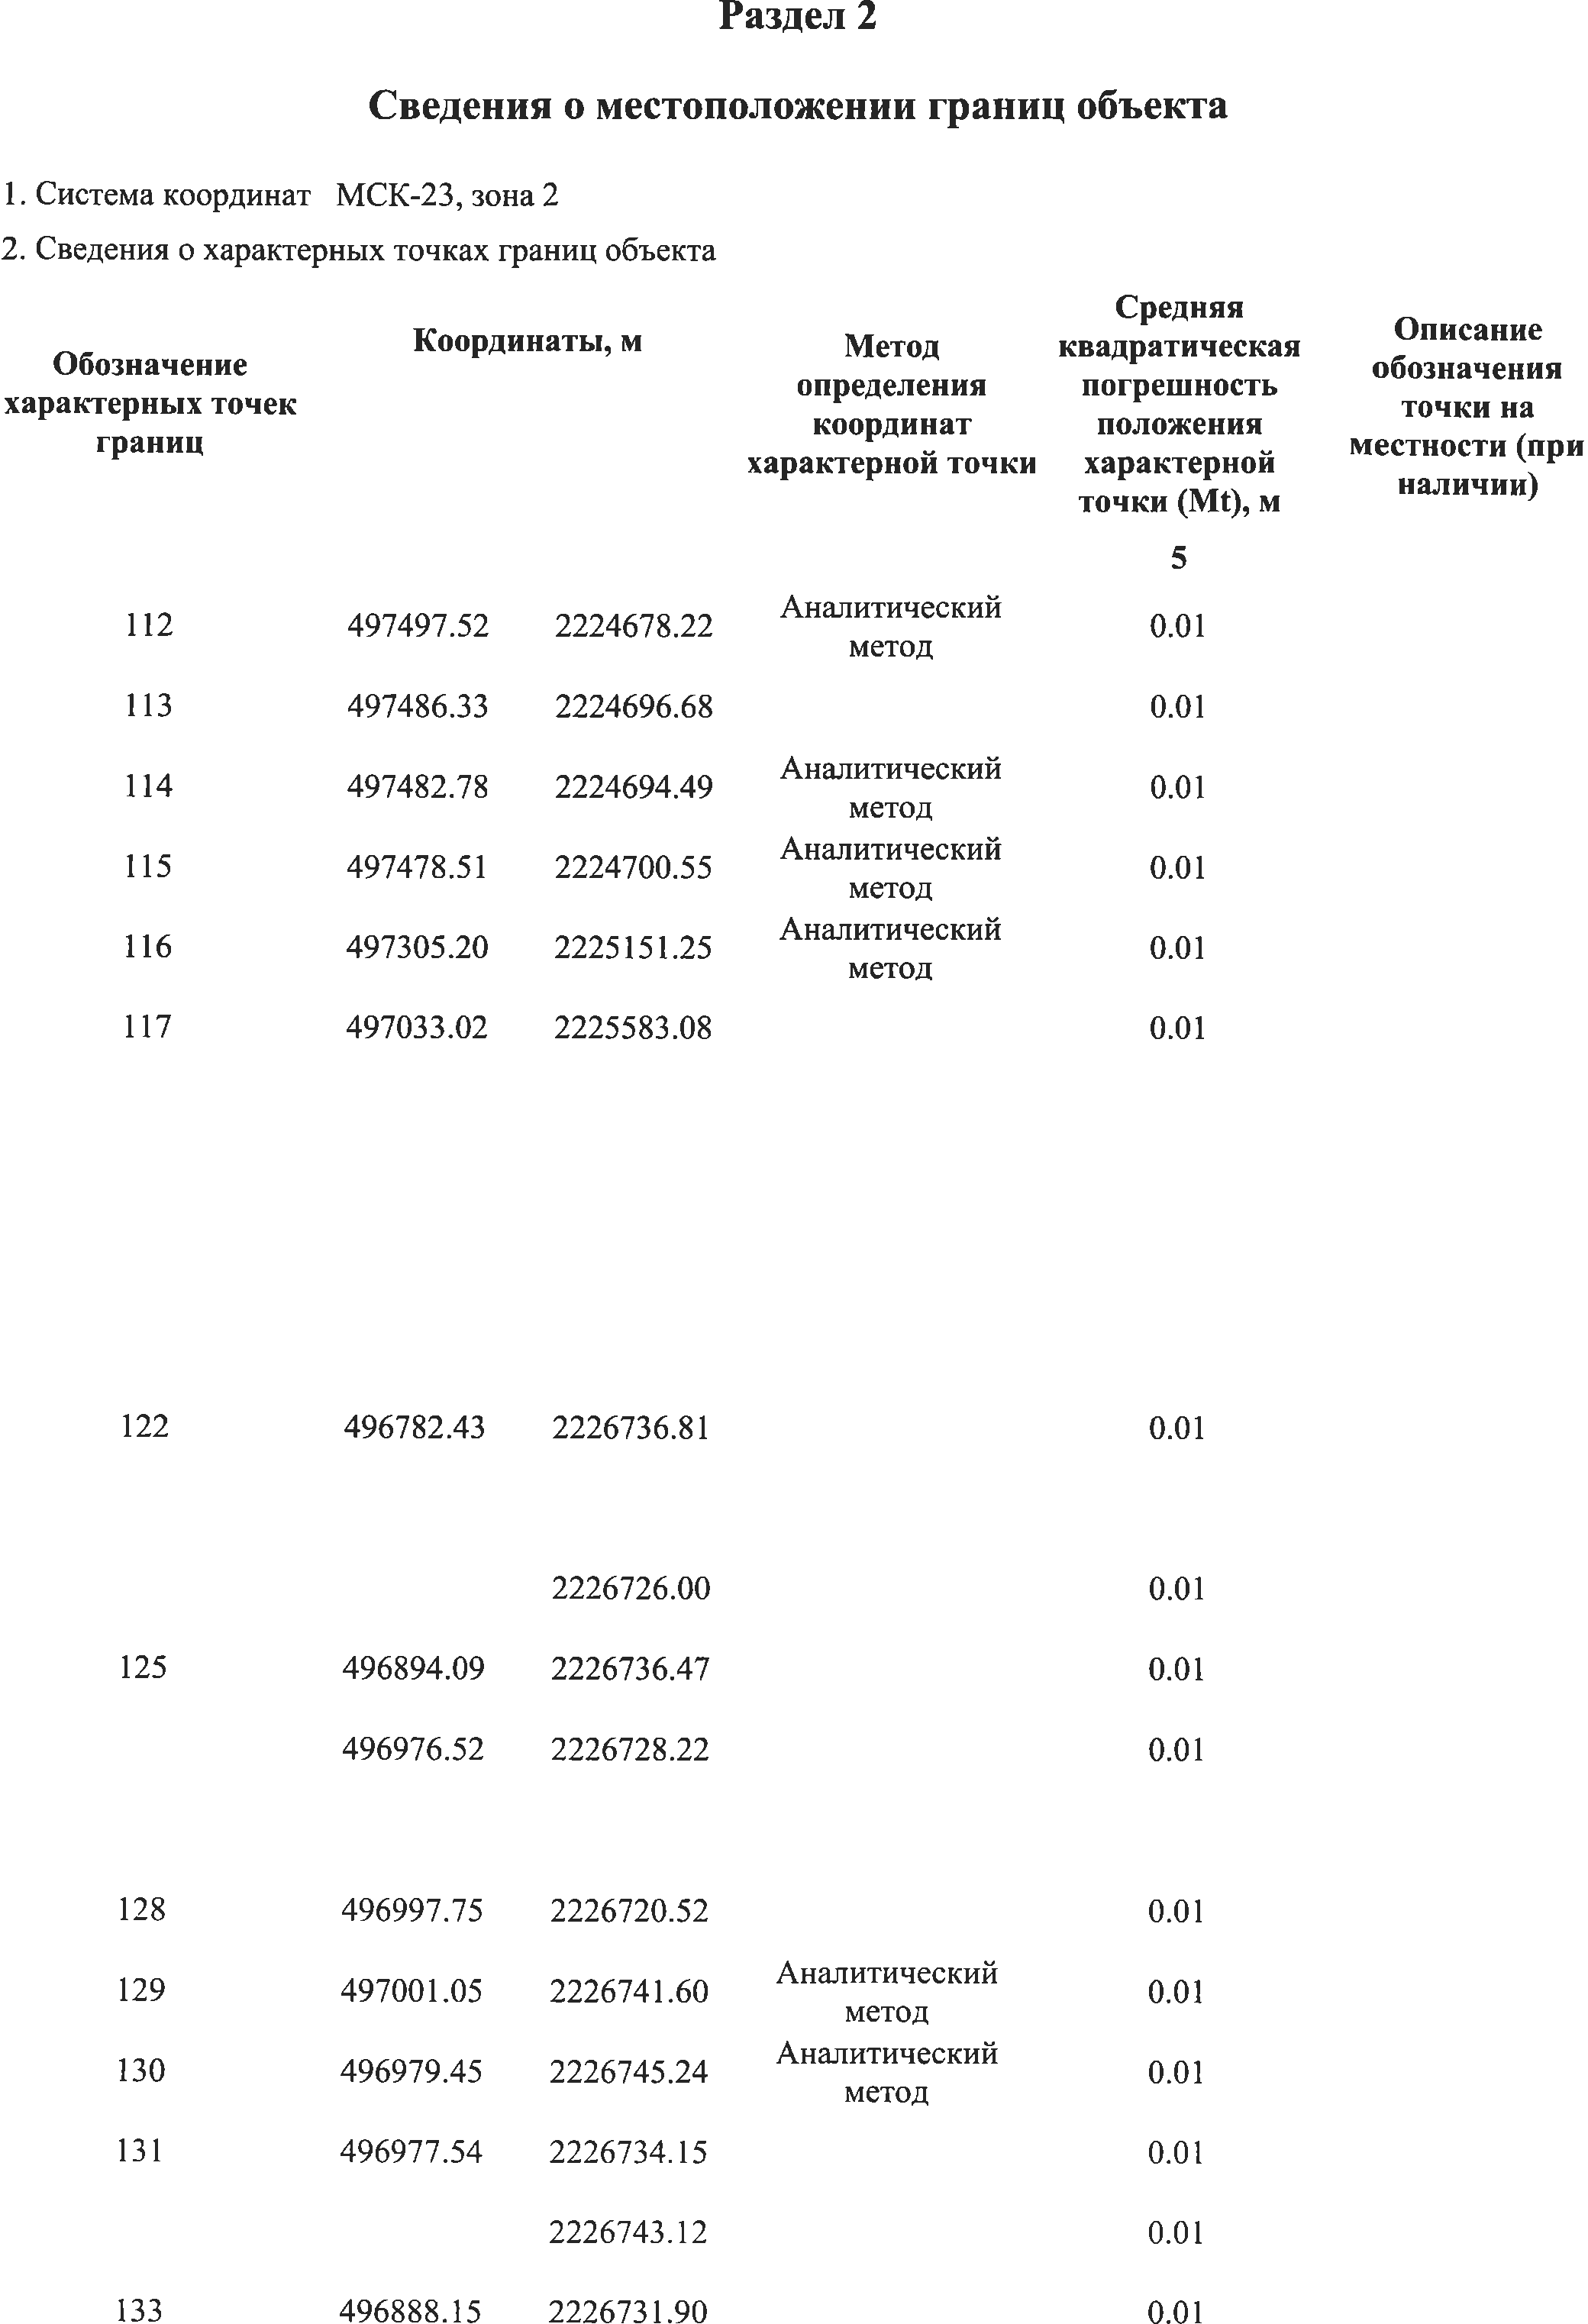 Раздел 2
Сведения о местоположении границ объекта
1. Система координат МСК-23, зона 2
2. Сведения о характерных точках границ объекта
Обозначение
характерных точек
границ
Координаты, м
Метод
определения
координат
характерной точки
Средняя
квадратическая
погрешность
положения
характерной
точки (Mt), м
Описание
обозначения
точки на
местности (при
наличии)
5
112 497497.52 2224678.22 Аналитический метод 0.01
113 497486.33 2224696.68 0.01
114 497482.78 2224694.49 Аналитический метод 0.01
115 497478.51 2224700.55 Аналитический метод 0.01
116 497305.20 2225151.25 Аналитический метод 0.01
117 497033.02 2225583.08 0.01
122 496782.43 2226736.81 0.01
2226726.00 0.01
125 496894.09 2226736.47 0.01
496976.52 2226728.22 0.01
128 496997.75 2226720.52 0.01
129 497001.05 2226741.60 Аналитический метод 0.01
130 496979.45 2226745.24 Аналитический метод 0.01
131 496977.54 2226734.15 0.01
2226743.12 0.01
133 496888.15 2226731.90 0.01